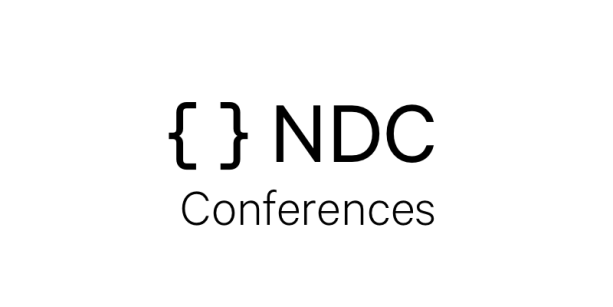 { } NDC
Conferences